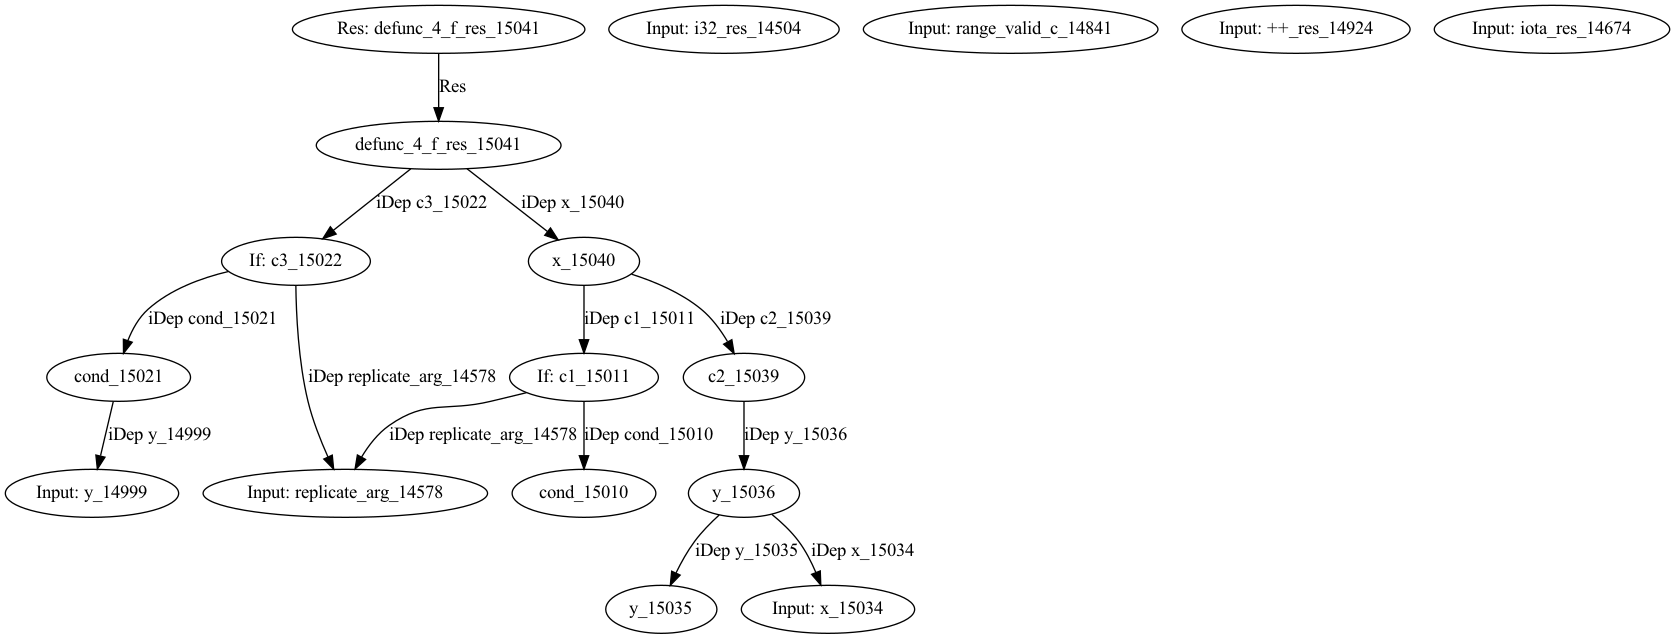 Res: defunc_4_f_res_15041
Input: i32_res_14504
Input: range_valid_c_14841
Input: ++_res_14924
Input: iota_res_14674
Res
defunc_4_f_res_15041
iDep c3_15022
iDep x_15040
If: c3_15022
x_15040
iDep cond_15021
iDep c1_15011
iDep c2_15039
cond_15021
iDep replicate_arg_14578
If: c1_15011
c2_15039
iDep y_14999
iDep replicate_arg_14578
iDep cond_15010
iDep y_15036
Input: y_14999
Input: replicate_arg_14578
cond_15010
y_15036
iDep y_15035
iDep x_15034
y_15035
Input: x_15034